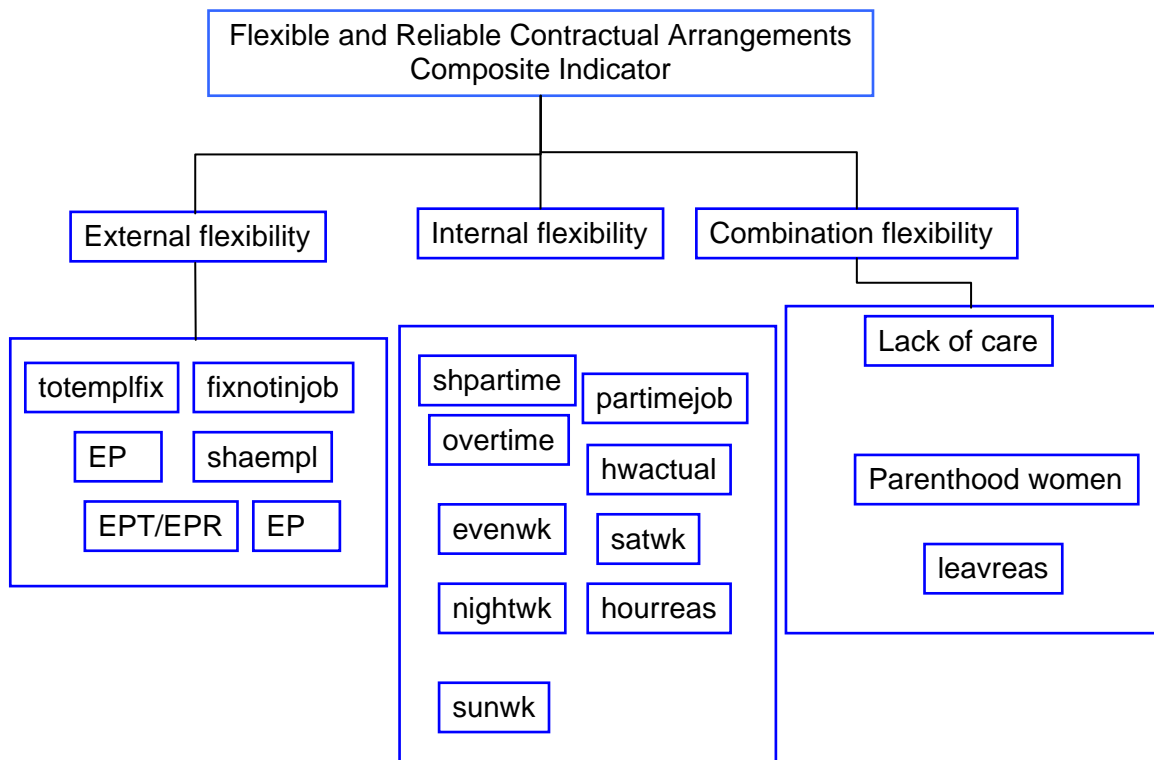 Flexible and Reliable Contractual Arrangements
Composite Indicator
External flexibility
Internal flexibility
Combination flexibility
totemplfix
fixnotinjob
EP
shaempl
EPT/EPR
EP
shpartime
partimejob
overtime
hwactual
evenwk
satwk
nightwk
hourreas
sunwk
Lack of care
Parenthood women
leavreas